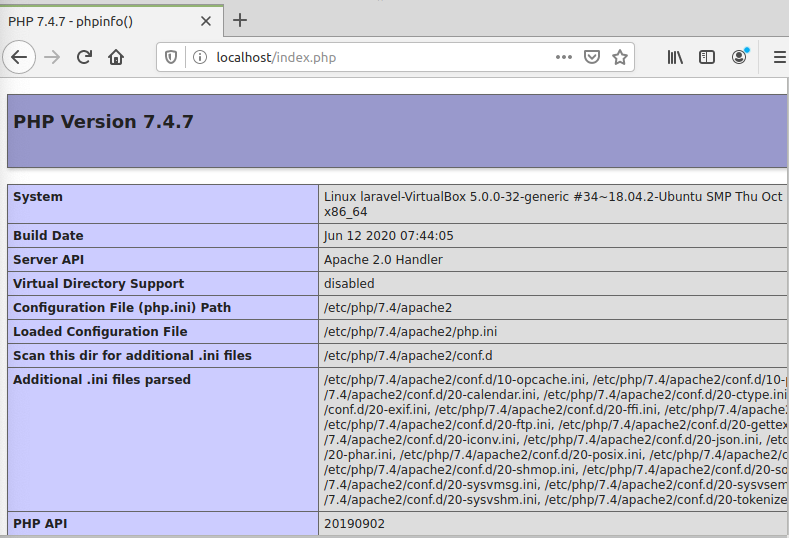 PHP 7.4.7 - phpinfo()
localhost/index.php
PHP Version 7.4.7
System
Linux laravel-VirtualBox 5.0.0-32-generic #34~18.04.2-Ubuntu SMP Thu Oct
x86_64
Build Date
Jun 12 2020 07:44:05
Server API
Apache 2.0 Handler
Virtual Directory Support
disabled
Configuration File (php.ini) Path
/etc/php/7.4/apache2
Loaded Configuration File
/etc/php/7.4/apache2/php.ini
Scan this dir for additional .ini files
/etc/php/7.4/apache2/conf.d
Additional .ini files parsed
/etc/php/7.4/apache2/conf.d/10-opcache.ini, /etc/php/7.4/apache2/conf.d/10-
/7.4/apache2/conf.d/20-calendar.ini, /etc/php/7.4/apache2/conf.d/20-ctype.ini
/conf.d/20-exif.ini, /etc/php/7.4/apache2/conf.d/20-ffi.ini, /etc/php/7.4/apache2
/etc/php/7.4/apache2/conf.d/20-ftp.ini, /etc/php/7.4/apache2/conf.d/20-gettex
/7.4/apache2/conf.d/20-iconv.ini, /etc/php/7.4/apache2/conf.d/20-json.ini, /etc
/20-phar.ini, /etc/php/7.4/apache2/conf.d/20-posix.ini, /etc/php/7.4/apache2/c
/etc/php/7.4/apache2/conf.d/20-shmop.ini, /etc/php/7.4/apache2/conf.d/20-so
/7.4/apache2/conf.d/20-sysvmsg.ini, /etc/php/7.4/apache2/conf.d/20-sysvsem
/7.4/apache2/conf.d/20-sysvshm.ini, /etc/php/7.4/apache2/conf.d/20-tokenize
PHP API
20190902